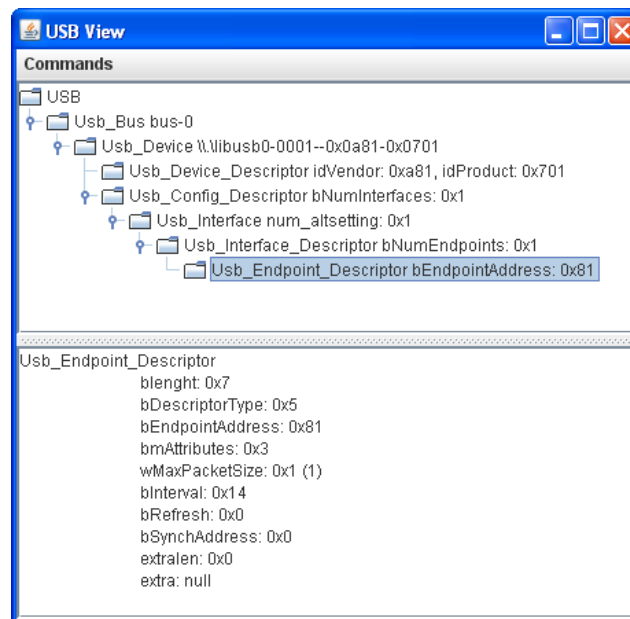 USB View
Commands
USB
Usb_Bus bus-0
Usb_Device \\.\libusb0-0001--0x0a81-0x0701
Usb_Device_Descriptor idVendor: 0xa81, idProduct: 0x701
Usb_Config_Descriptor bNumInterfaces: 0x1
Usb_Interface num_altsetting: 0x1
Usb_Interface_Descriptor bNumEndpoints: 0x1
Usb_Endpoint_Descriptor bEndpointAddress: 0x81
Usb_Endpoint_Descriptor
blenght: 0x7
bDescriptorType: 0x5
bEndpointAddress: 0x81
bmAttributes: 0x3
wMaxPacketSize: 0x1 (1)
bInterval: 0x14
bRefresh: 0x0
bSynchAddress: 0x0
extralen: 0x0
extra: null